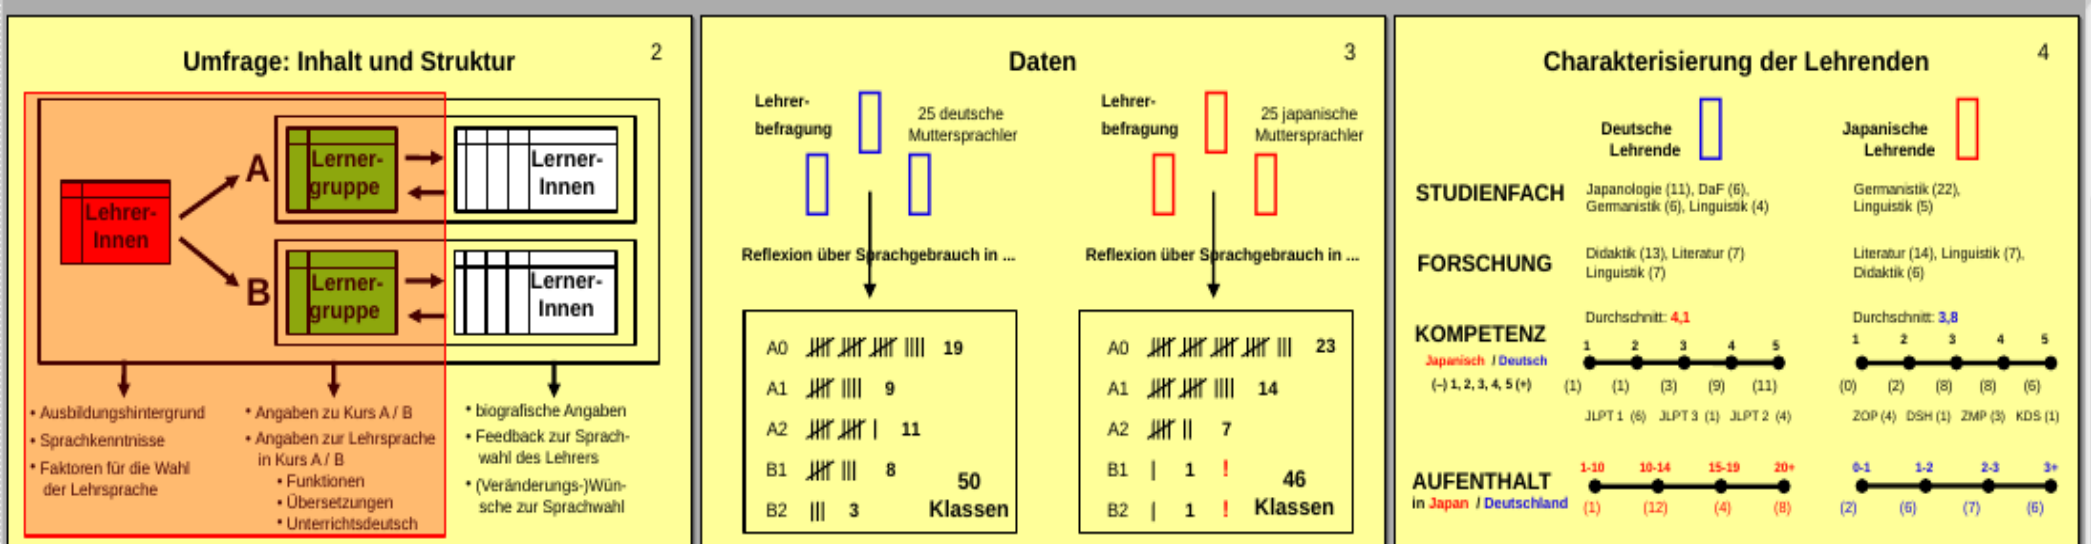 Umfrage: Inhalt und Struktur
2
A
Lerner-
gruppe
Lerner-
Innen
Lehrer-
Innen
B
Lerner-
gruppe
Lerner-
Innen
• Ausbildungshintergrund
• Sprachkenntnisse
• Faktoren für die Wahl
der Lehrsprache
• Angaben zu Kurs A / B
• Angaben zur Lehrsprache
in Kurs A / B
• Funktionen
• Übersetzungen
• Unterrichtsdeutsch
• biografische Angaben
• Feedback zur Sprach-
wahl des Lehrers
• (Veränderungs-)Wün-
sche zur Sprachwahl
Daten
3
Lehrer-
befragung
25 deutsche
Muttersprachler
Lehrer-
befragung
25 japanische
Muttersprachler
Reflexion über Sprachgebrauch in ...
Reflexion über Sprachgebrauch in ...
A0 19
A1 9
A2 11
B1 8
B2 3
50
Klassen
A0 23
A1 14
A2 7
B1 1 !
B2 1 !
46
Klassen
Charakterisierung der Lehrenden
4
Deutsche
Lehrende
Japanische
Lehrende
STUDIENFACH
Japanologie (11), DaF (6),
Germanistik (6), Linguistik (4)
Germanistik (22),
Linguistik (5)
FORSCHUNG
Didaktik (13), Literatur (7)
Linguistik (7)
Literatur (14), Linguistik (7),
Didaktik (6)
KOMPETENZ
Japanisch / Deutsch
(–) 1, 2, 3, 4, 5 (+)
Durchschnitt: 4,1
1 2 3 4 5
(1) (1) (3) (9) (11)
JLPT 1 (6) JLPT 3 (1) JLPT 2 (4)
Durchschnitt: 3,8
1 2 3 4 5
(0) (2) (8) (8) (6)
ZOP (4) DSH (1) ZMP (3) KDS (1)
AUFENTHALT
in Japan / Deutschland
1-10 10-14 15-19 20+
(1) (12) (4) (8)
0-1 1-2 2-3 3+
(2) (6) (7) (6)